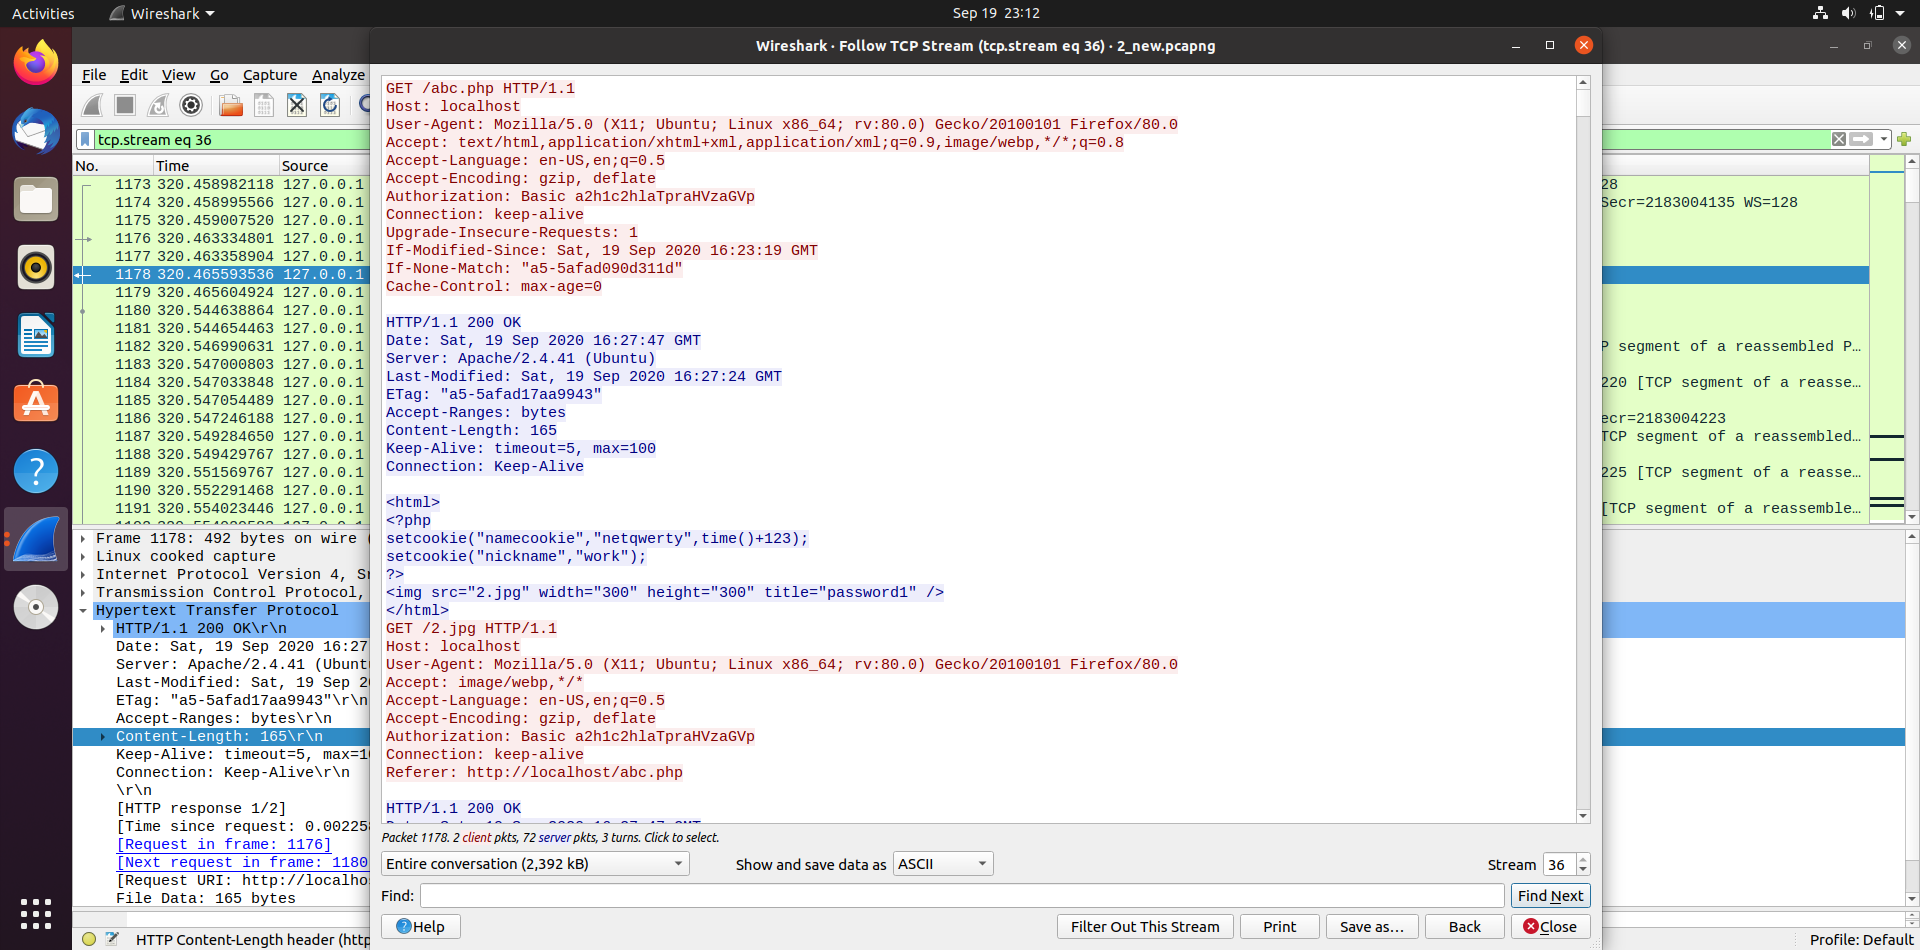 Activities
Wireshark
Sep 19 23:12
Wireshark · Follow TCP Stream (tcp.stream eq 36) · 2_new.pcapng
File Edit View Go Capture Analyze
tcp.stream eq 36
No. Time Source
1173 320.458982118 127.0.0.1
1174 320.458995566 127.0.0.1
1175 320.459007520 127.0.0.1
1176 320.463334801 127.0.0.1
1177 320.463358904 127.0.0.1
1178 320.465593536 127.0.0.1
1179 320.465604924 127.0.0.1
1180 320.544638864 127.0.0.1
1181 320.544654463 127.0.0.1
1182 320.546990631 127.0.0.1
1183 320.547000803 127.0.0.1
1184 320.547033848 127.0.0.1
1185 320.547054489 127.0.0.1
1186 320.547246188 127.0.0.1
1187 320.549284650 127.0.0.1
1188 320.549429767 127.0.0.1
1189 320.551569767 127.0.0.1
1190 320.552291468 127.0.0.1
1191 320.554023446 127.0.0.1
28
Secr=2183004135 WS=128
P segment of a reassembled P…
220 [TCP segment of a reasse…
ecr=2183004223
TCP segment of a reassembled…
225 [TCP segment of a reasse…
[TCP segment of a reassemble…
Frame 1178: 492 bytes on wire (
Linux cooked capture
Internet Protocol Version 4, Sr
Transmission Control Protocol,
Hypertext Transfer Protocol
HTTP/1.1 200 OK\r\n
Date: Sat, 19 Sep 2020 16:27
Server: Apache/2.4.41 (Ubunt
Last-Modified: Sat, 19 Sep 2
ETag: "a5-5afad17aa9943"\r\n
Accept-Ranges: bytes\r\n
Content-Length: 165\r\n
Keep-Alive: timeout=5, max=1
Connection: Keep-Alive\r\n
\r\n
[HTTP response 1/2]
[Time since request: 0.00225
[Request in frame: 1176]
[Next request in frame: 1180
[Request URI: http://localho
File Data: 165 bytes
HTTP Content-Length header (http
Profile: Default
GET /abc.php HTTP/1.1
Host: localhost
User-Agent: Mozilla/5.0 (X11; Ubuntu; Linux x86_64; rv:80.0) Gecko/20100101 Firefox/80.0
Accept: text/html,application/xhtml+xml,application/xml;q=0.9,image/webp,*/*;q=0.8
Accept-Language: en-US,en;q=0.5
Accept-Encoding: gzip, deflate
Authorization: Basic a2h1c2hlaTpraHVzaGVp
Connection: keep-alive
Upgrade-Insecure-Requests: 1
If-Modified-Since: Sat, 19 Sep 2020 16:23:19 GMT
If-None-Match: "a5-5afad090d311d"
Cache-Control: max-age=0
HTTP/1.1 200 OK
Date: Sat, 19 Sep 2020 16:27:47 GMT
Server: Apache/2.4.41 (Ubuntu)
Last-Modified: Sat, 19 Sep 2020 16:27:24 GMT
ETag: "a5-5afad17aa9943"
Accept-Ranges: bytes
Content-Length: 165
Keep-Alive: timeout=5, max=100
Connection: Keep-Alive
<html>
<?php
setcookie("namecookie","netqwerty",time()+123);
setcookie("nickname","work");
?>
<img src="2.jpg" width="300" height="300" title="password1" />
</html>
GET /2.jpg HTTP/1.1
Host: localhost
User-Agent: Mozilla/5.0 (X11; Ubuntu; Linux x86_64; rv:80.0) Gecko/20100101 Firefox/80.0
Accept: image/webp,*/*
Accept-Language: en-US,en;q=0.5
Accept-Encoding: gzip, deflate
Authorization: Basic a2h1c2hlaTpraHVzaGVp
Connection: keep-alive
Referer: http://localhost/abc.php
HTTP/1.1 200 OK
Packet 1178. 2 client pkts, 72 server pkts, 3 turns. Click to select.
Entire conversation (2,392 kB)
Show and save data as ASCII
Stream 36
Find:
Find Next
Help
Filter Out This Stream
Print
Save as…
Back
Close